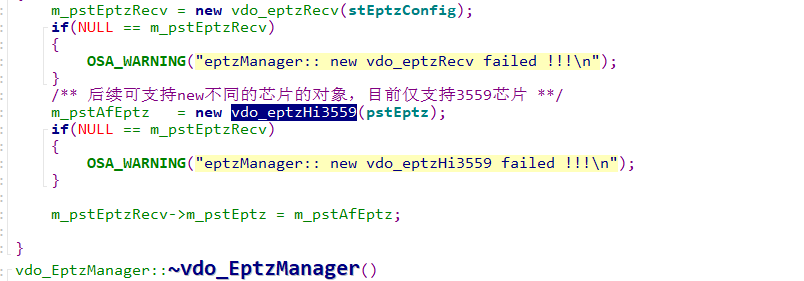 m_pstEptzRecv = new vdo_eptzRecv(stEptzConfig);
if(NULL == m_pstEptzRecv)
{
OSA_WARNING("eptzManager:: new vdo_eptzRecv failed !!!\n");
}
/** 后续可支持new不同的芯片的对象，目前仅支持3559芯片 **/
m_pstAfEptz = new vdo_eptzHi3559(pstEptz);
if(NULL == m_pstEptzRecv)
{
OSA_WARNING("eptzManager:: new vdo_eptzHi3559 failed !!!\n");
}
m_pstEptzRecv->m_pstEptz = m_pstAfEptz;
}
vdo_EptzManager::~vdo_EptzManager()